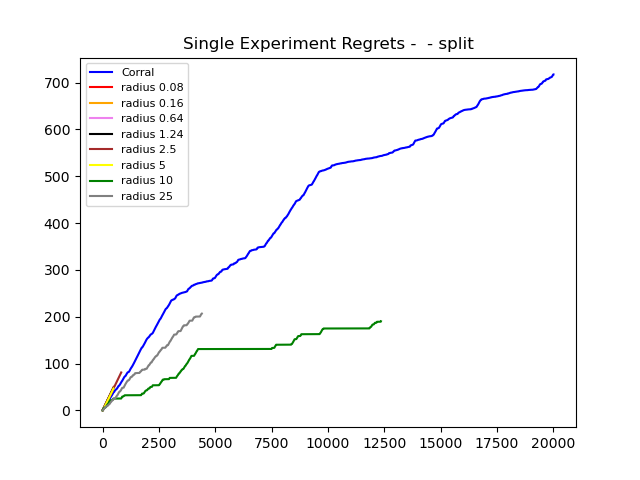 Single Experiment Regrets -  - split
Corral
radius 0.08
radius 0.16
radius 0.64
radius 1.24
radius 2.5
radius 5
radius 10
radius 25
700
600
500
400
300
200
100
0
0 2500 5000 7500 10000 12500 15000 17500 20000